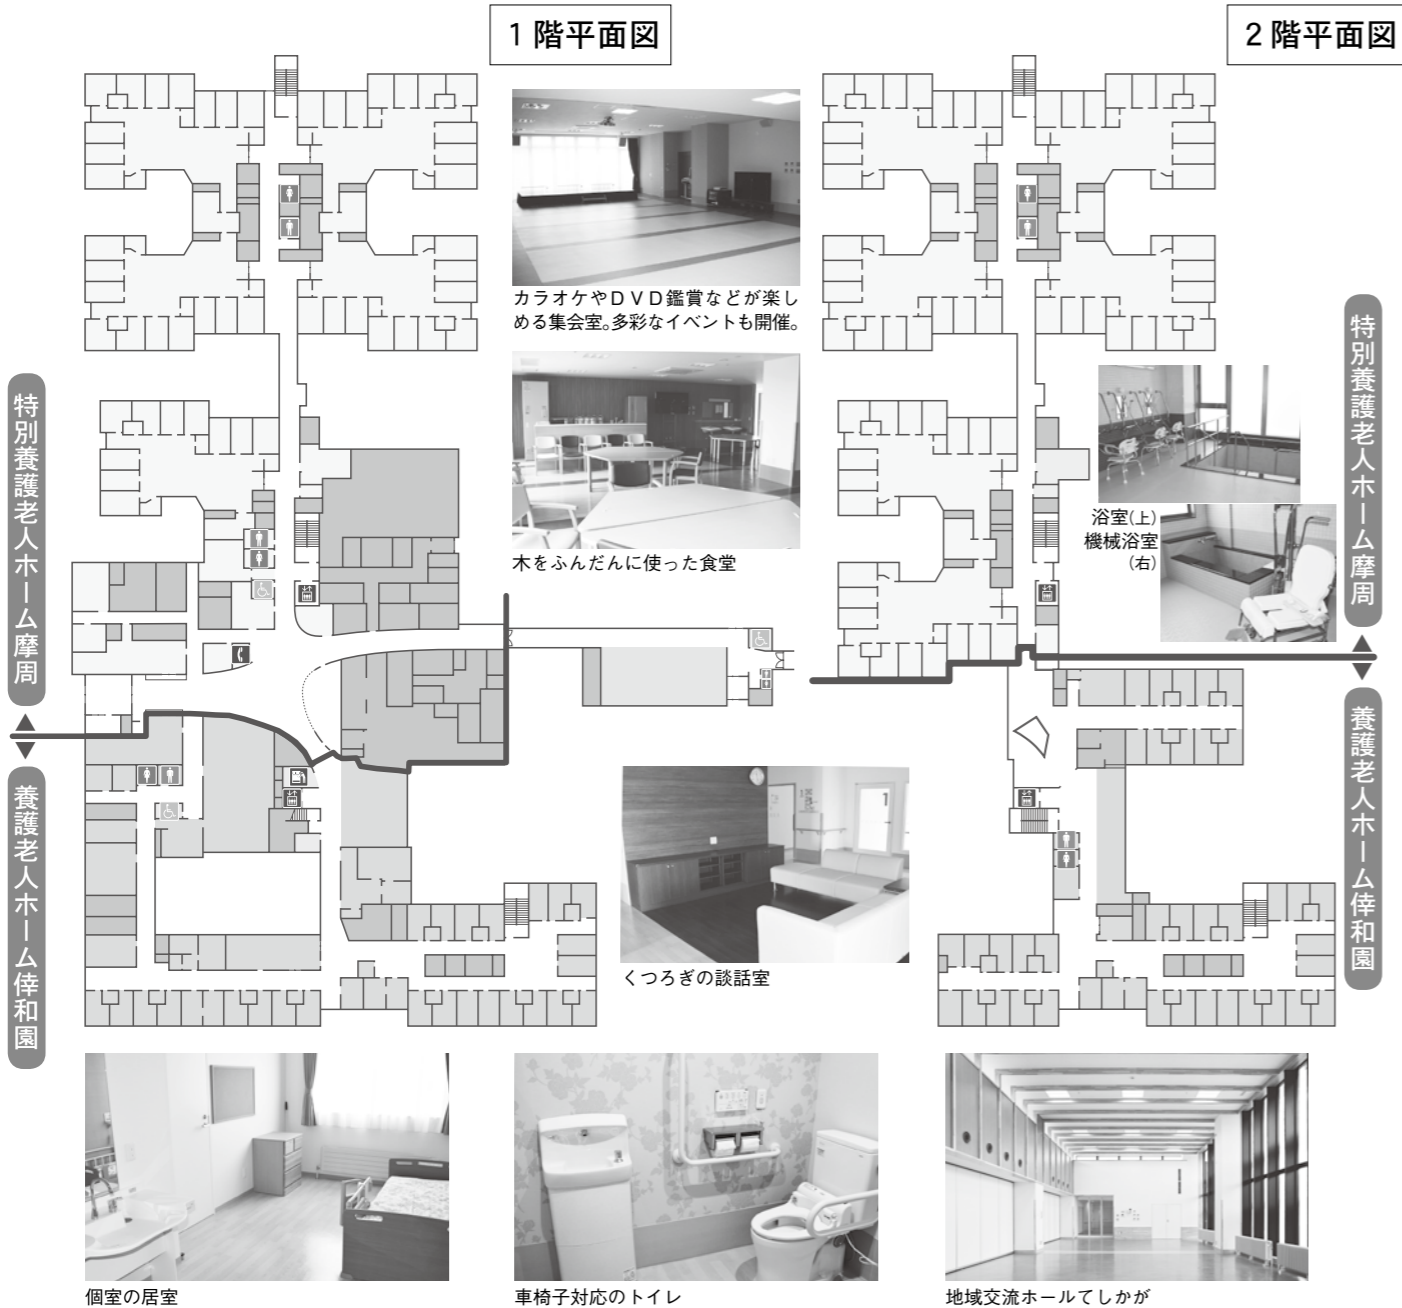 1階平面図
2階平面図
カラオケやDVD鑑賞などが楽し
める集会室。多彩なイベントも開催。
木をふんだんに使った食堂
特別養護老人ホーム摩周
養護老人ホーム倖和園
浴室(上)
機械浴室
(右)
特別養護老人ホーム摩周
養護老人ホーム倖和園
くつろぎの談話室
個室の居室
車椅子対応のトイレ
地域交流ホールてしかが